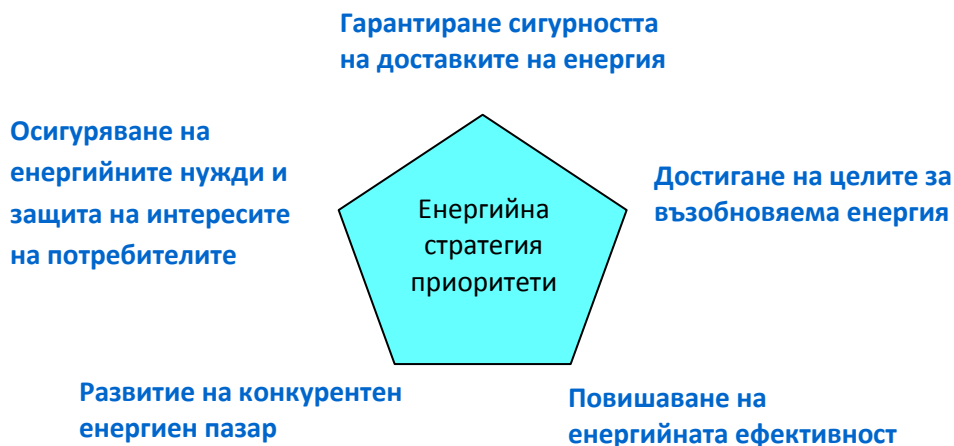 Гарантиране сигурността
на доставките на енергия
Осигуряване на
енергийните нужди и
защита на интересите
на потребителите
Достигане на целите за
възобновяема енергия
Енергийна
стратегия
приоритети
Развитие на конкурентен
енергиен пазар
Повишаване на
енергийната ефективност